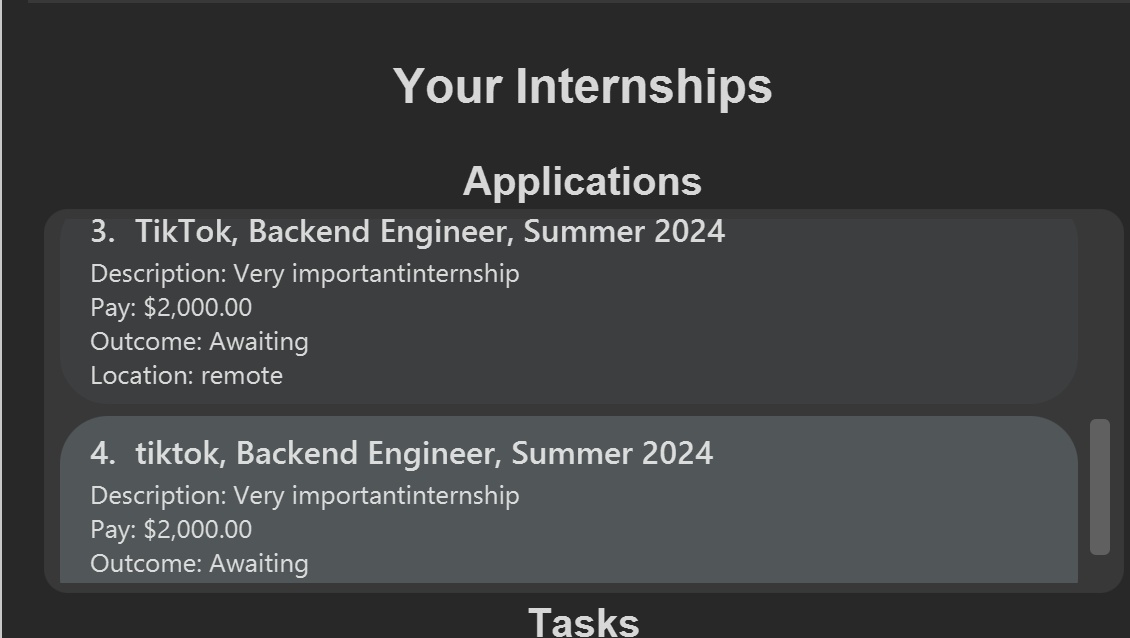 Your Internships
Applications
3. TikTok, Backend Engineer, Summer 2024
Description: Very importantinternship
Pay: $2,000.00
Outcome: Awaiting
Location: remote
4. tiktok, Backend Engineer, Summer 2024
Description: Very importantinternship
Pay: $2,000.00
Outcome: Awaiting
Tasks